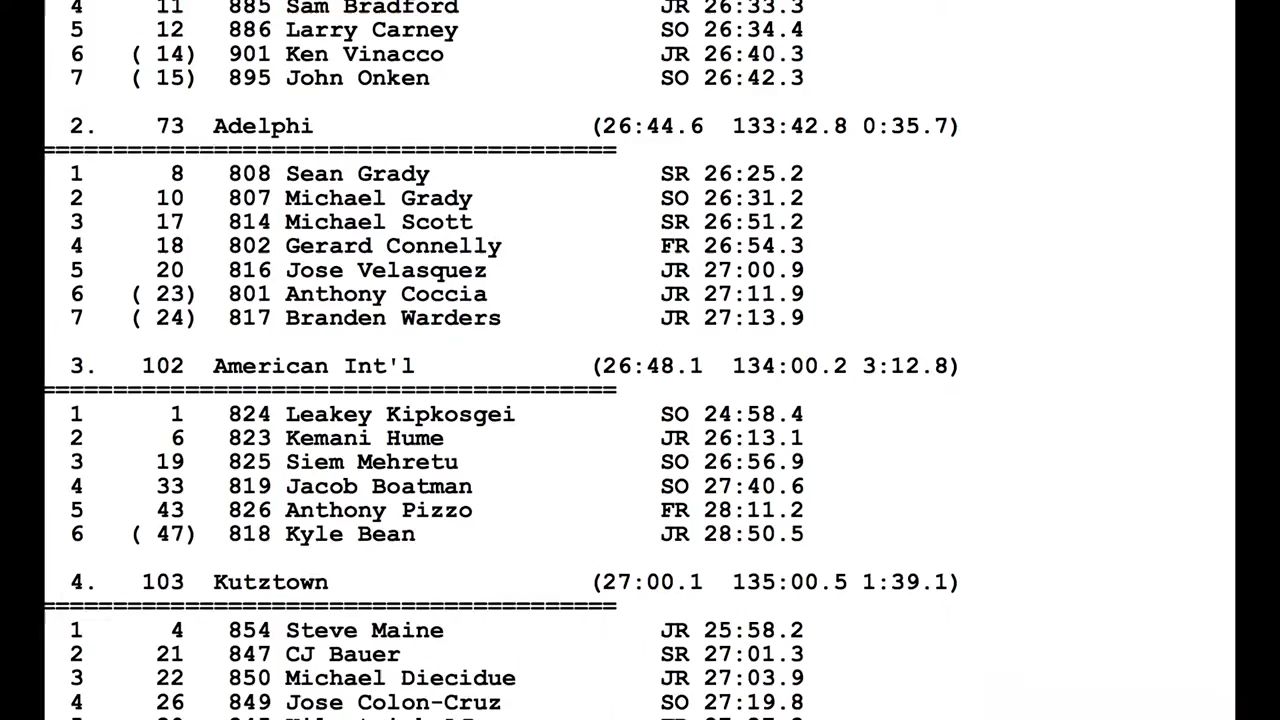 4 11 885 Sam Bradford JR 26:33.3
5 12 886 Larry Carney SO 26:34.4
6 ( 14) 901 Ken Vinacco JR 26:40.3
7 ( 15) 895 John Onken SO 26:42.3
2. 73 Adelphi (26:44.6 133:42.8 0:35.7)
=============================================
1 8 808 Sean Grady SR 26:25.2
2 10 807 Michael Grady SO 26:31.2
3 17 814 Michael Scott SR 26:51.2
4 18 802 Gerard Connelly FR 26:54.3
5 20 816 Jose Velasquez JR 27:00.9
6 ( 23) 801 Anthony Coccia JR 27:11.9
7 ( 24) 817 Branden Warders JR 27:13.9
3. 102 American Int'l (26:48.1 134:00.2 3:12.8)
=============================================
1 1 824 Leakey Kipkosgei SO 24:58.4
2 6 823 Kemani Hume JR 26:13.1
3 19 825 Siem Mehretu SO 26:56.9
4 33 819 Jacob Boatman SO 27:40.6
5 43 826 Anthony Pizzo FR 28:11.2
6 ( 47) 818 Kyle Bean JR 28:50.5
4. 103 Kutztown (27:00.1 135:00.5 1:39.1)
=============================================
1 4 854 Steve Maine JR 25:58.2
2 21 847 CJ Bauer SR 27:01.3
3 22 850 Michael Diecidue JR 27:03.9
4 26 849 Jose Colon-Cruz SO 27:19.8